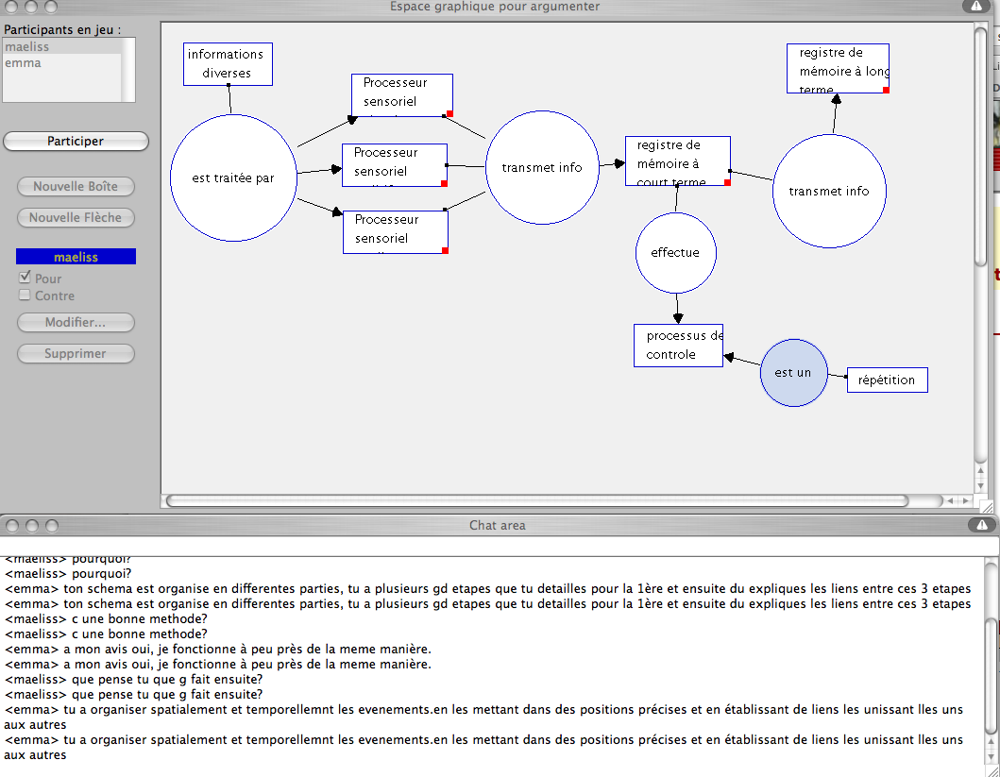 Espace graphique pour argumenter
Participants en jeu :
maeliss
emma
Participer
Nouvelle Boîte
Nouvelle Flèche
maeliss
Pour
Contre
Modifier...
Supprimer
informations
diverses
est traitée par
Processeur
sensoriel
Processeur
sensoriel
Processeur
sensoriel
transmet info
registre de
mémoire à
court terme
transmet info
registre de
mémoire à long
terme
effectue
processus de
controle
est un
répétition
Chat area
<maeliss> pourquoi?
<maeliss> pourquoi?
<emma> ton schema est organise en differentes parties, tu a plusieurs gd etapes que tu detailles pour la 1ère et ensuite du expliques les liens entre ces 3 etapes
<emma> ton schema est organise en differentes parties, tu a plusieurs gd etapes que tu detailles pour la 1ère et ensuite du expliques les liens entre ces 3 etapes
<maeliss> c une bonne methode?
<maeliss> c une bonne methode?
<emma> a mon avis oui, je fonctionne à peu près de la meme manière.
<emma> a mon avis oui, je fonctionne à peu près de la meme manière.
<maeliss> que pense tu que g fait ensuite?
<maeliss> que pense tu que g fait ensuite?
<emma> tu a organiser spatialement et temporellemnt les evenements.en les mettant dans des positions précises et en établissant de liens les unissant lles uns
aux autres
<emma> tu a organiser spatialement et temporellemnt les evenements.en les mettant dans des positions précises et en établissant de liens les unissant lles uns
aux autres